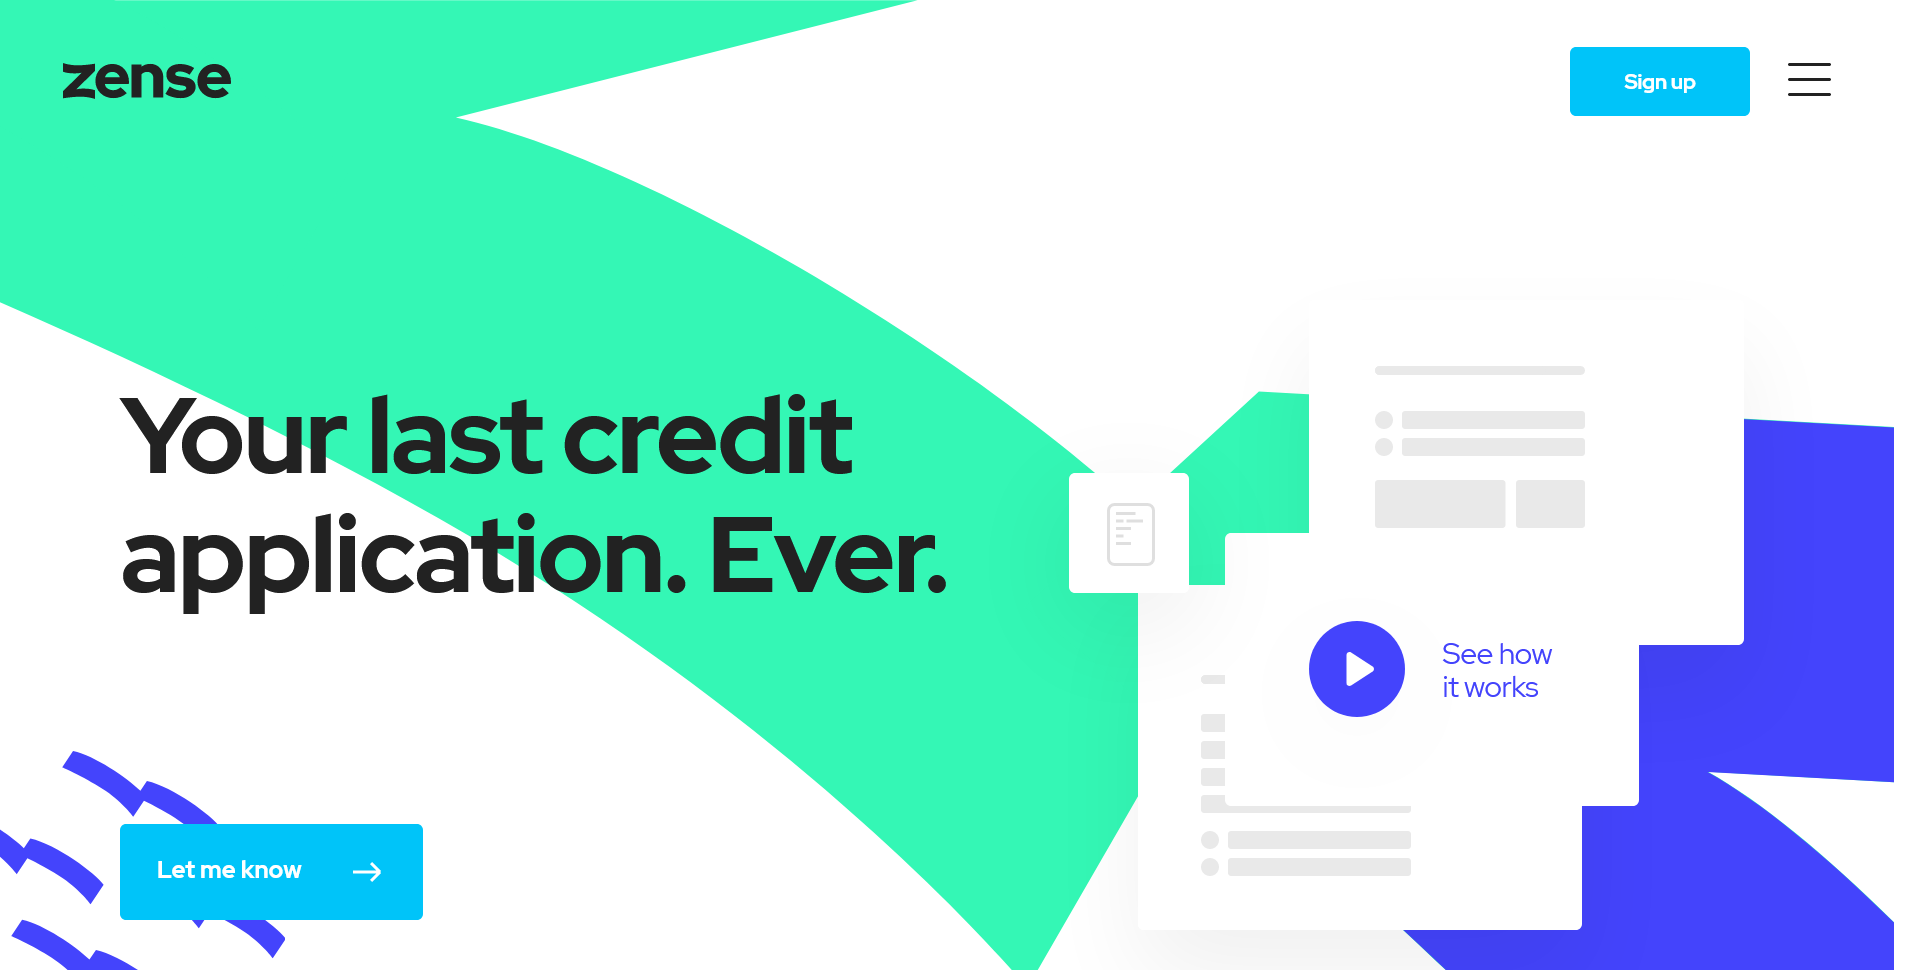 zense
Sign up
Your last credit
application. Ever.
See how
it works
Let me know